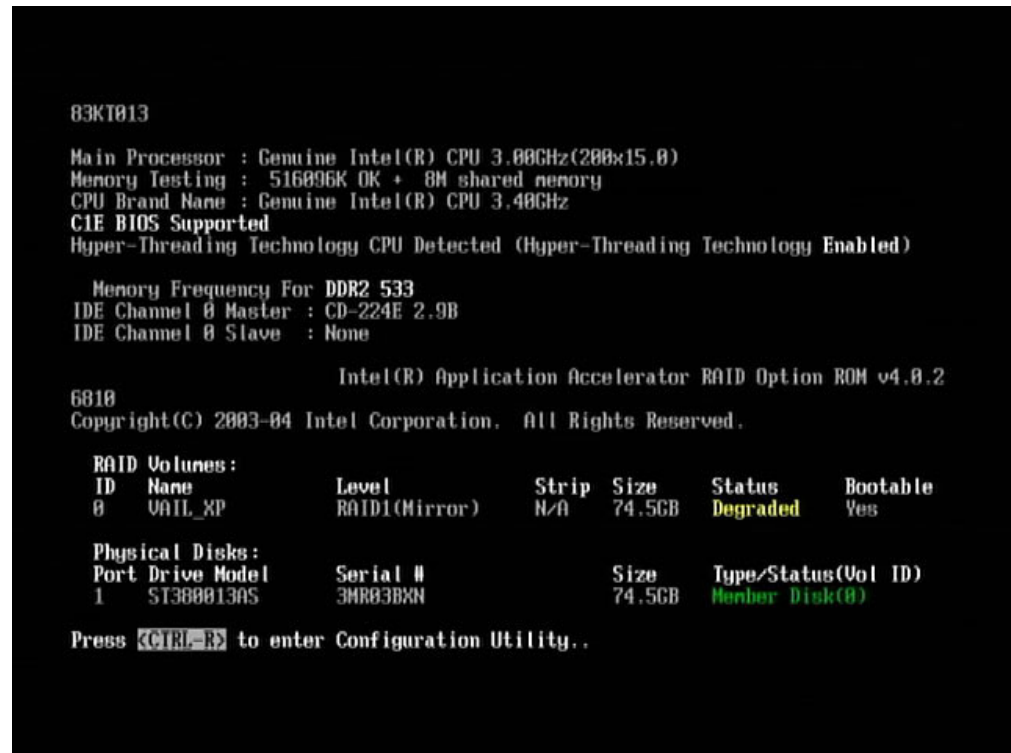 83KT013
Main Processor : Genuine Intel(R) CPU 3.00GHz(200x15.0)
Memory Testing : 516096K OK + 8M shared memory
CPU Brand Name : Genuine Intel(R) CPU 3.40GHz
C1E BIOS Supported
Hyper-Threading Technology CPU Detected (Hyper-Threading Technology Enabled)
Memory Frequency For DDR2 533
IDE Channel 0 Master : CD-224E 2.9B
IDE Channel 0 Slave : None
Intel(R) Application Accelerator RAID Option ROM v4.0.2
6810
Copyright(C) 2003-04 Intel Corporation. All Rights Reserved.
RAID Volumes:
ID Name Level Strip Size Status Bootable
0 VAIL_XP RAID1(Mirror) N/A 74.5GB Degraded Yes
Physical Disks:
Port Drive Model Serial # Size Type/Status(Vol ID)
1 ST380013AS 3MR03BXN 74.5GB Member Disk(0)
Press <CTRL-R> to enter Configuration Utility..